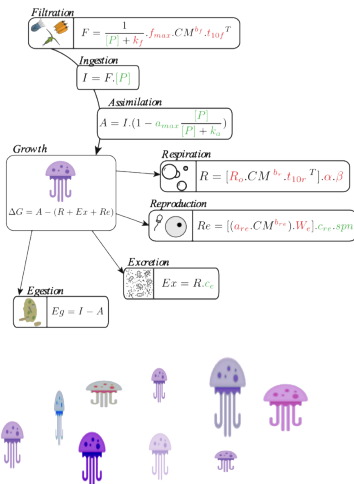 Filtration
F = 1 / ([P] + k_f) . f_max . CM^{b_f} . t_{10f}^T
Ingestion
I = F.[P]
Assimilation
A = I.(1 − a_max [P] / ([P] + k_a))
Growth
Respiration
R = [R_o.CM^{b_r}.t_{10r}^T].α.β
Reproduction
ΔG = A − (R + Ex + Re)
Re = [(a_re.CM^{b_re}).W_e].c_re.spn
Excretion
Ex = R.c_e
Egestion
Eg = I − A